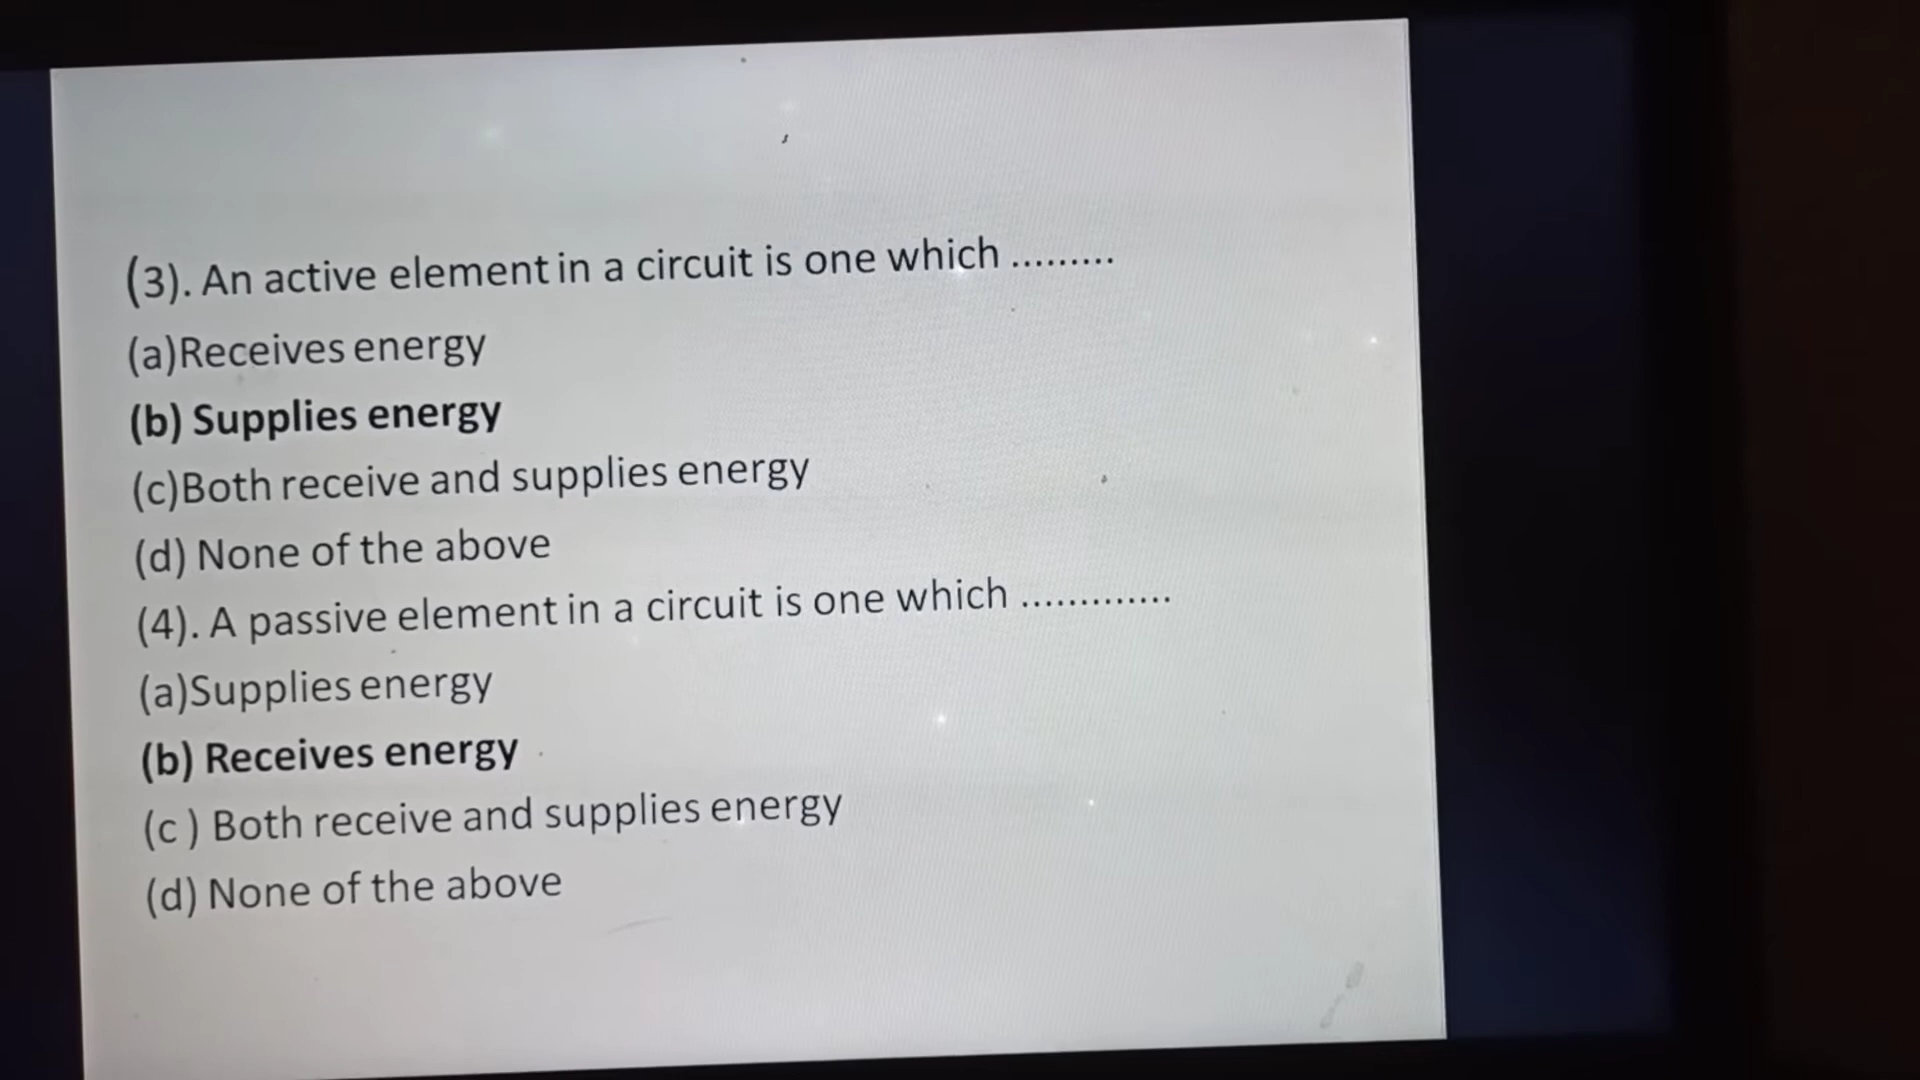 (3). An active element in a circuit is one which .........
(a)Receives energy
(b) Supplies energy
(c)Both receive and supplies energy
(d) None of the above
(4). A passive element in a circuit is one which .............
(a)Supplies energy
(b) Receives energy
(c ) Both receive and supplies energy
(d) None of the above